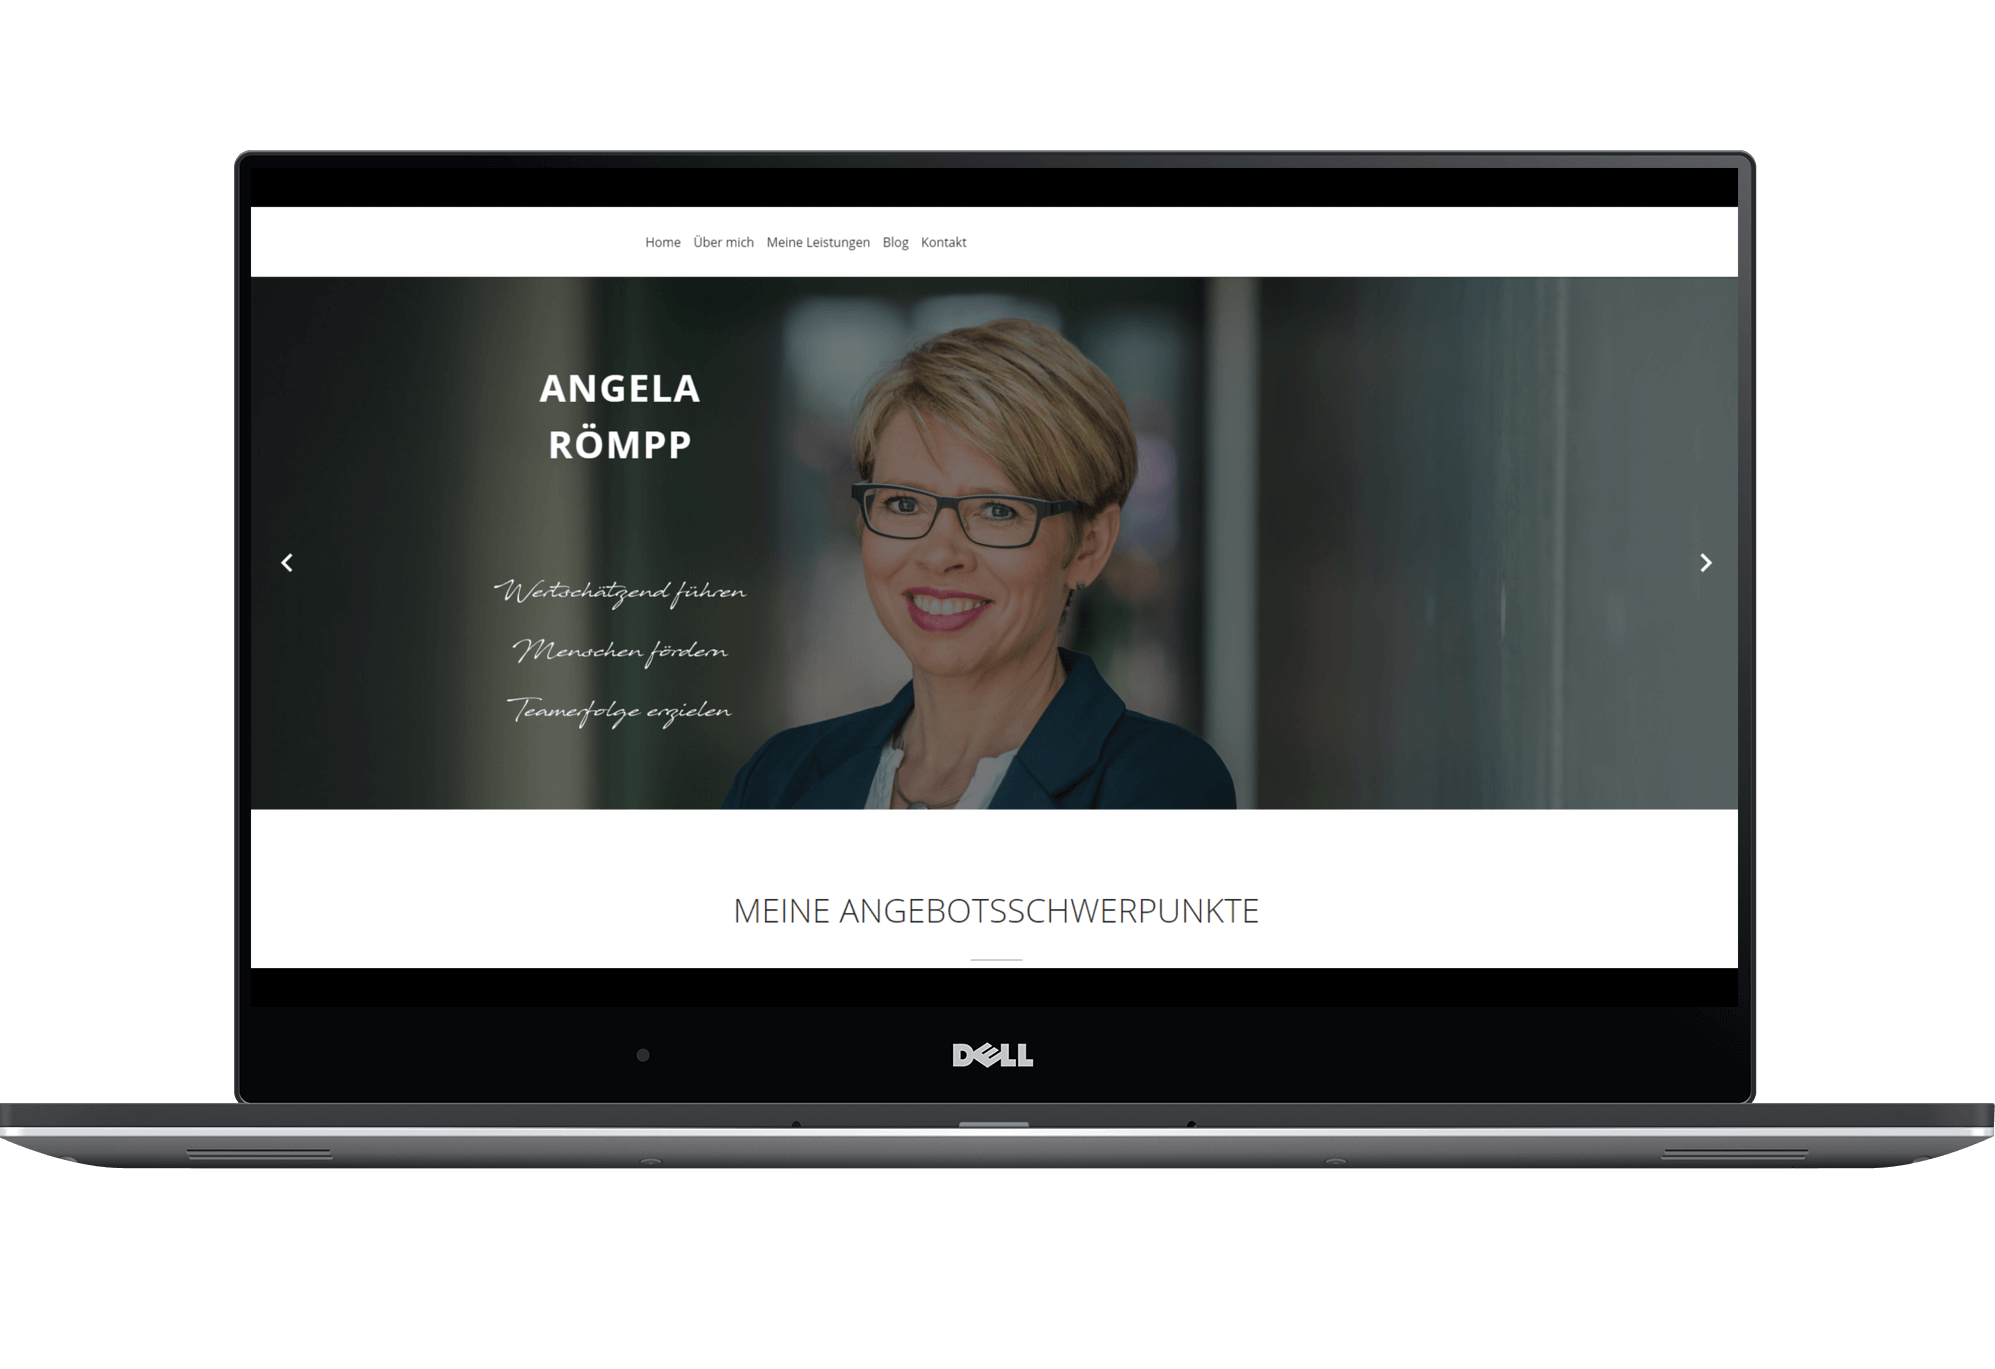 Home Über mich Meine Leistungen Blog Kontakt
ANGELA
RÖMPP
Wertschätzend führen
Menschen fördern
Teamerfolge erzielen
MEINE ANGEBOTSSCHWERPUNKTE
DELL